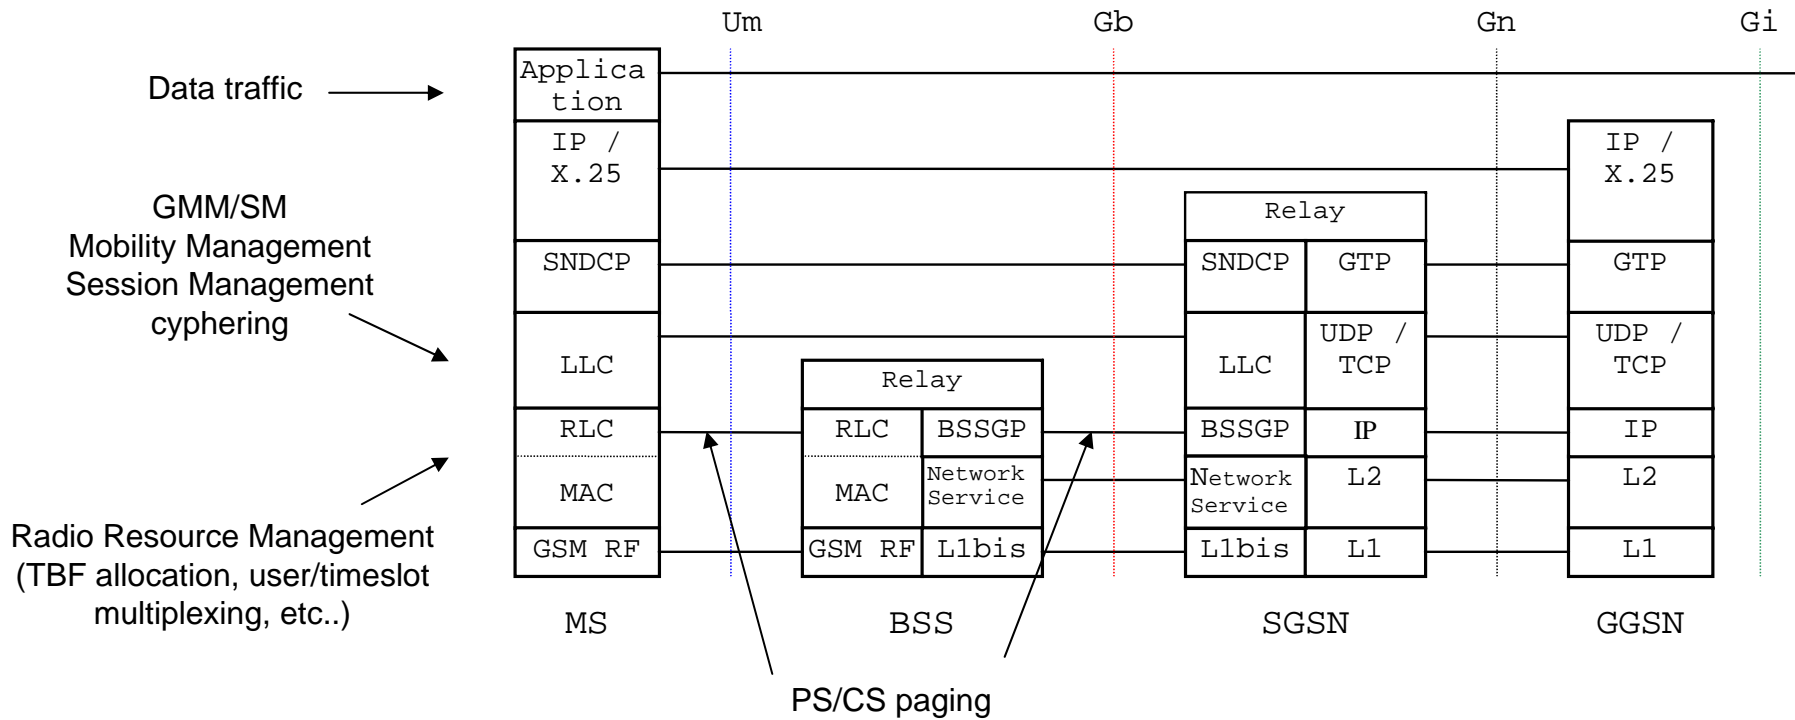 Um Gb Gn Gi
Data traffic
GMM/SM
Mobility Management
Session Management
cyphering
Radio Resource Management
(TBF allocation, user/timeslot
multiplexing, etc..)
Applica
tion
IP /
X.25
SNDCP
LLC
RLC
MAC
GSM RF
MS
Relay
RLC
MAC
GSM RF
BSSGP
Network
Service
L1bis
BSS
Relay
SNDCP
LLC
BSSGP
Network
Service
L1bis
GTP
UDP /
TCP
IP
L2
L1
SGSN
IP /
X.25
GTP
UDP /
TCP
IP
L2
L1
GGSN
PS/CS paging